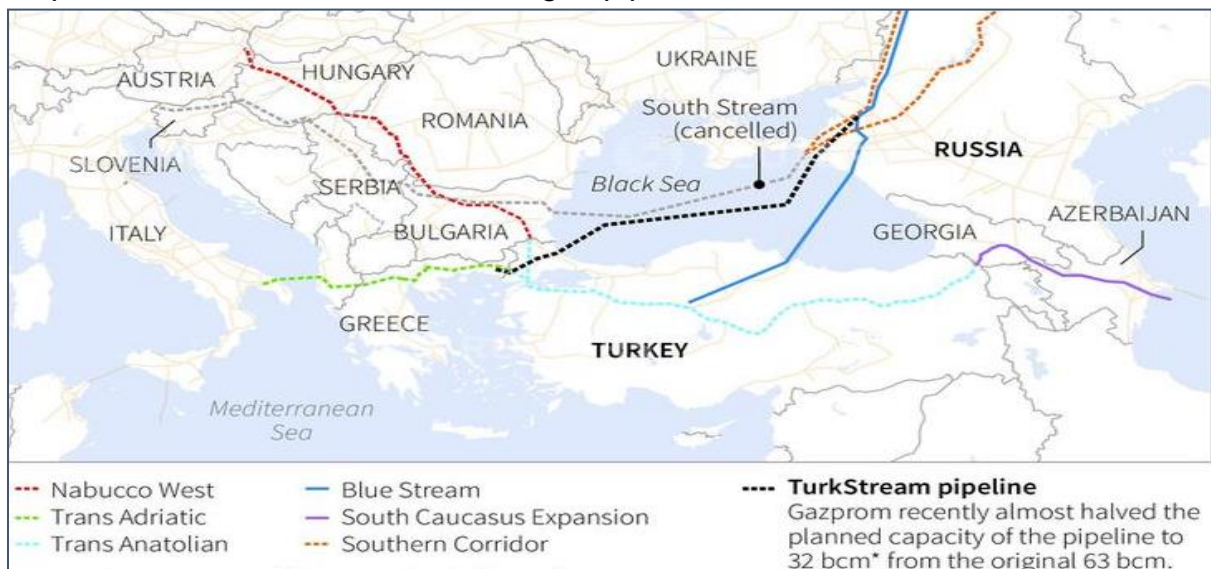 UKRAINE
AUSTRIA
HUNGARY
South Stream
(cancelled)
ROMANIA
RUSSIA
SLOVENIA
SERBIA
Black Sea
AZERBAIJAN
ITALY
BULGARIA
GEORGIA
GREECE
TURKEY
Mediterranean
Sea
Nabucco West
Trans Adriatic
Trans Anatolian
Blue Stream
South Caucasus Expansion
Southern Corridor
TurkStream pipeline
Gazprom recently almost halved the
planned capacity of the pipeline to
32 bcm* from the original 63 bcm.